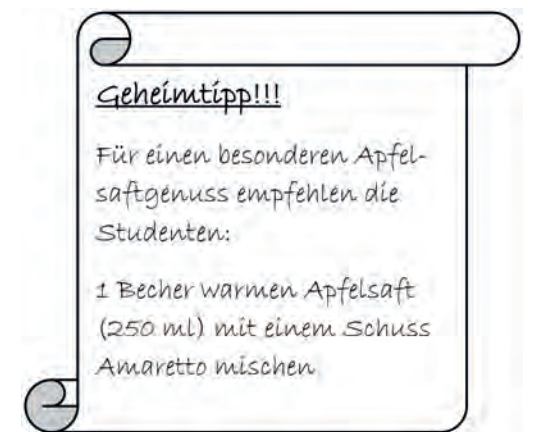 Geheimtipp!!!
Für einen besonderen Apfel-
saftgenuss empfehlen die
Studenten:
1 Becher warmen Apfelsaft
(250 ml) mit einem Schuss
Amaretto mischen